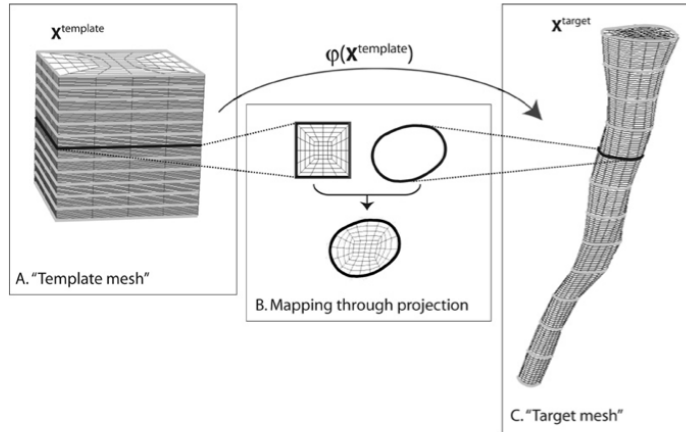 X^template
φ(X^template)
X^target
A. "Template mesh"
B. Mapping through projection
C. "Target mesh"